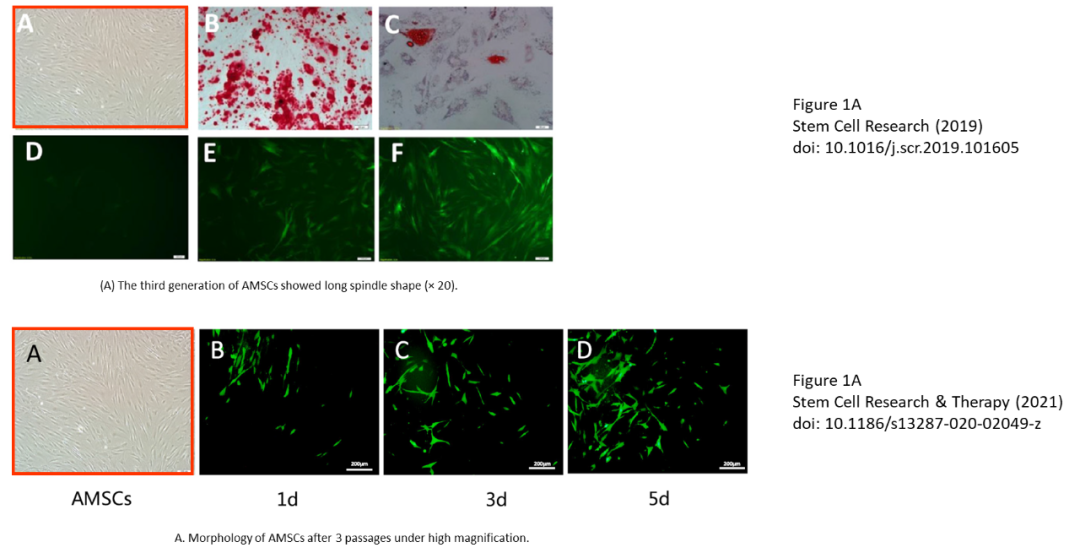 A
B
C
D
E
F
Figure 1A
Stem Cell Research (2019)
doi: 10.1016/j.scr.2019.101605
(A) The third generation of AMSCs showed long spindle shape (× 20).
A
B
C
D
200μm
200μm
200μm
AMSCs
1d
3d
5d
Figure 1A
Stem Cell Research & Therapy (2021)
doi: 10.1186/s13287-020-02049-z
A. Morphology of AMSCs after 3 passages under high magnification.